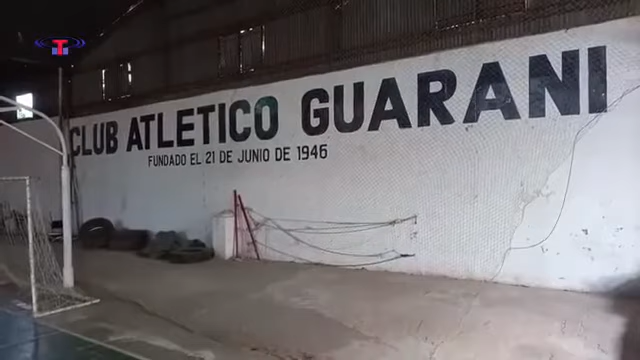 CLUB ATLETICO GUARANI
FUNDADO EL 21 DE JUNIO DE 1946